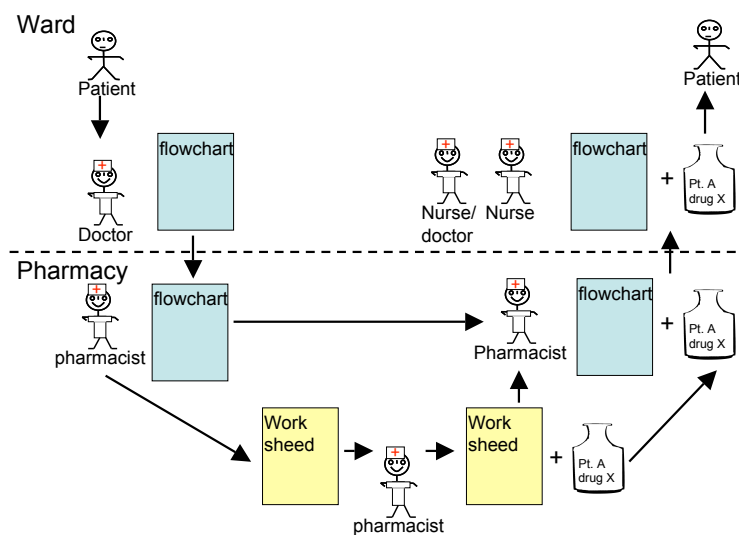 Ward
Patient
Patient
flowchart
flowchart
+
Pt. A
drug X
Doctor
Nurse/
doctor
Nurse
Pharmacy
flowchart
flowchart
+
Pt. A
drug X
pharmacist
Pharmacist
Work
sheed
Work
sheed
+
Pt. A
drug X
pharmacist